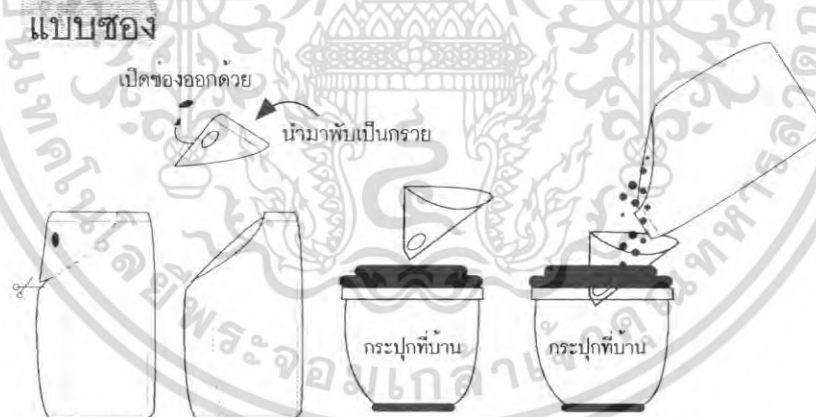 แบบซอง
เปิดช่องออกด้วย
นำมาพับเป็นกรวย
กระปุกที่บ้าน
กระปุกที่บ้าน